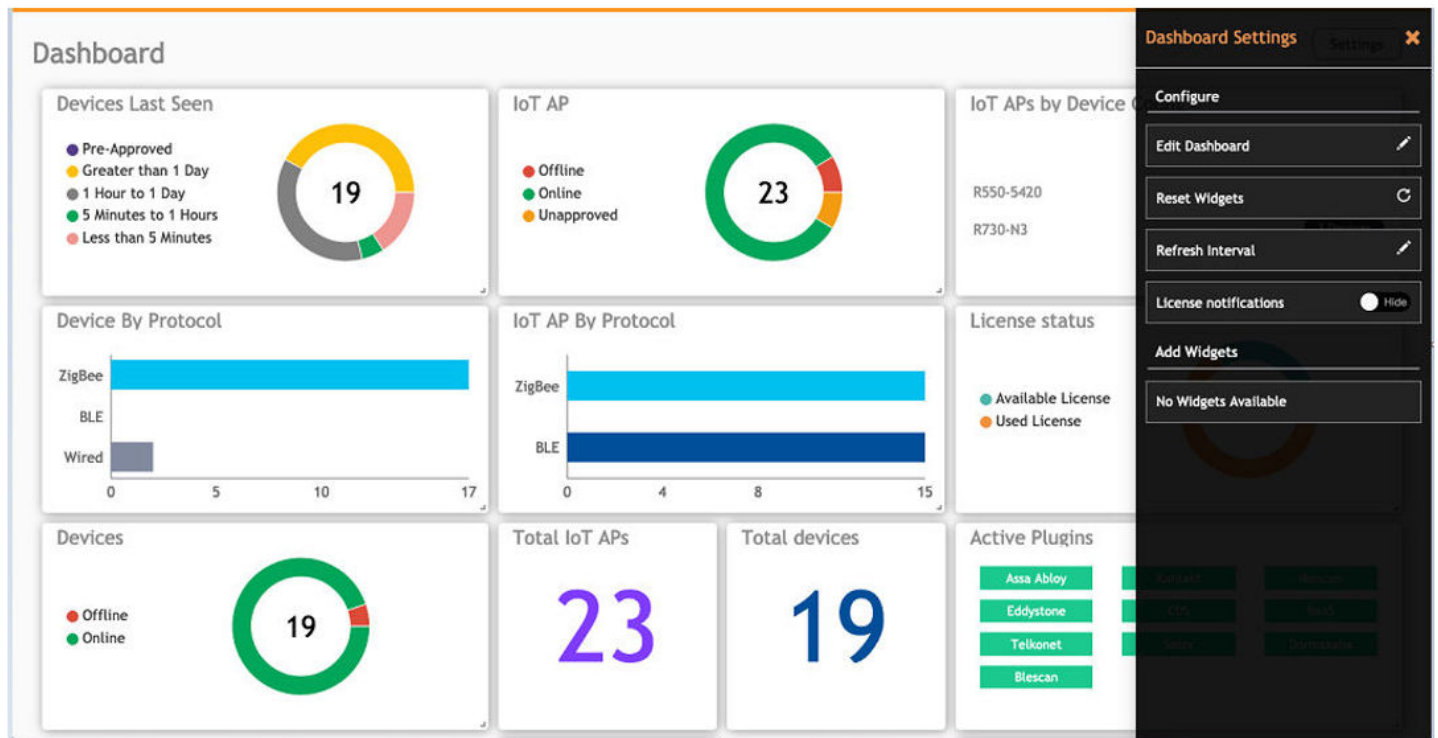 Dashboard
Dashboard Settings
Settings
Configure
Edit Dashboard
Reset Widgets
Refresh Interval
License notifications
Hide
Add Widgets
No Widgets Available
Devices Last Seen
Pre-Approved
Greater than 1 Day
1 Hour to 1 Day
5 Minutes to 1 Hours
Less than 5 Minutes
19
IoT AP
Offline
Online
Unapproved
23
IoT APs by Device
R550-5420
R730-N3
Device By Protocol
ZigBee
BLE
Wired
0 5 10 17
IoT AP By Protocol
ZigBee
BLE
0 4 8 15
License status
Available License
Used License
Devices
Offline
Online
19
Total IoT APs
23
Total devices
19
Active Plugins
Assa Abloy
Eddystone
Telkonet
Blescan